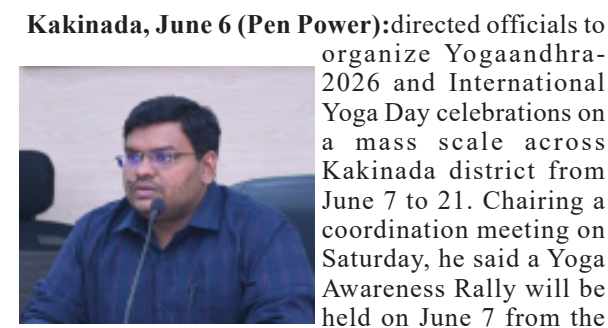 Kakinada, June 6 (Pen Power):directed officials to
organize Yogaandhra-
2026 and International
Yoga Day celebrations on
a mass scale across
Kakinada district from
June 7 to 21. Chairing a
coordination meeting on
Saturday, he said a Yoga
Awareness Rally will be
held on June 7 from the